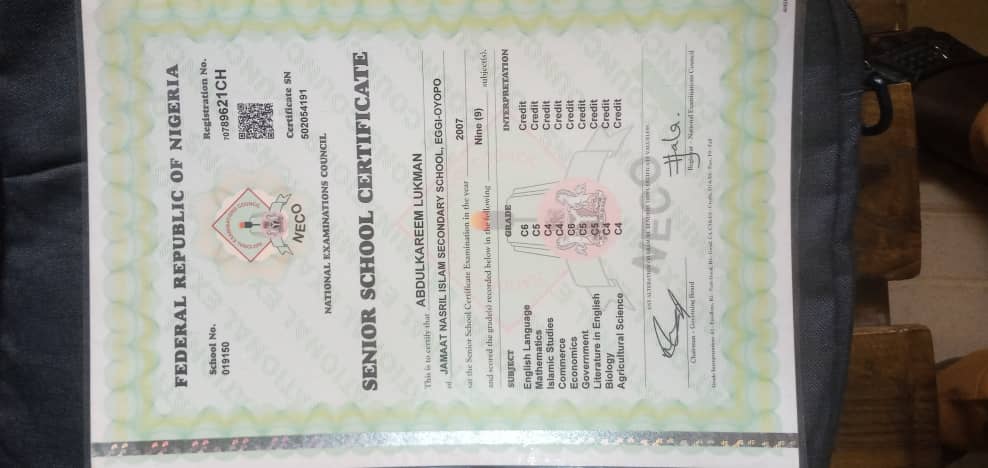 FEDERAL REPUBLIC OF NIGERIA
School No.
019150
Registration No.
70789621CH
Certificate SN
502054191
NATIONAL EXAMINATIONS COUNCIL
NECO
NATIONAL EXAMINATIONS COUNCIL
SENIOR SCHOOL CERTIFICATE
This is to certify that ABDULKAREEM LUKMAN
of JAMAAT NASRIL ISLAM SECONDARY SCHOOL, EGGI-OYOPO
sat the Senior School Certificate Examination in the year 2007
and scored the grade(s) recorded below in the following Nine (9) subject(s).
SUBJECT GRADE INTERPRETATION
English Language C6 Credit
Mathematics C5 Credit
Islamic Studies C4 Credit
Commerce C4 Credit
Economics C6 Credit
Government C5 Credit
Literature in English C5 Credit
Biology C4 Credit
Agricultural Science C4 Credit
NECO
Chairman - Governing Board
Registrar - National Examinations Council